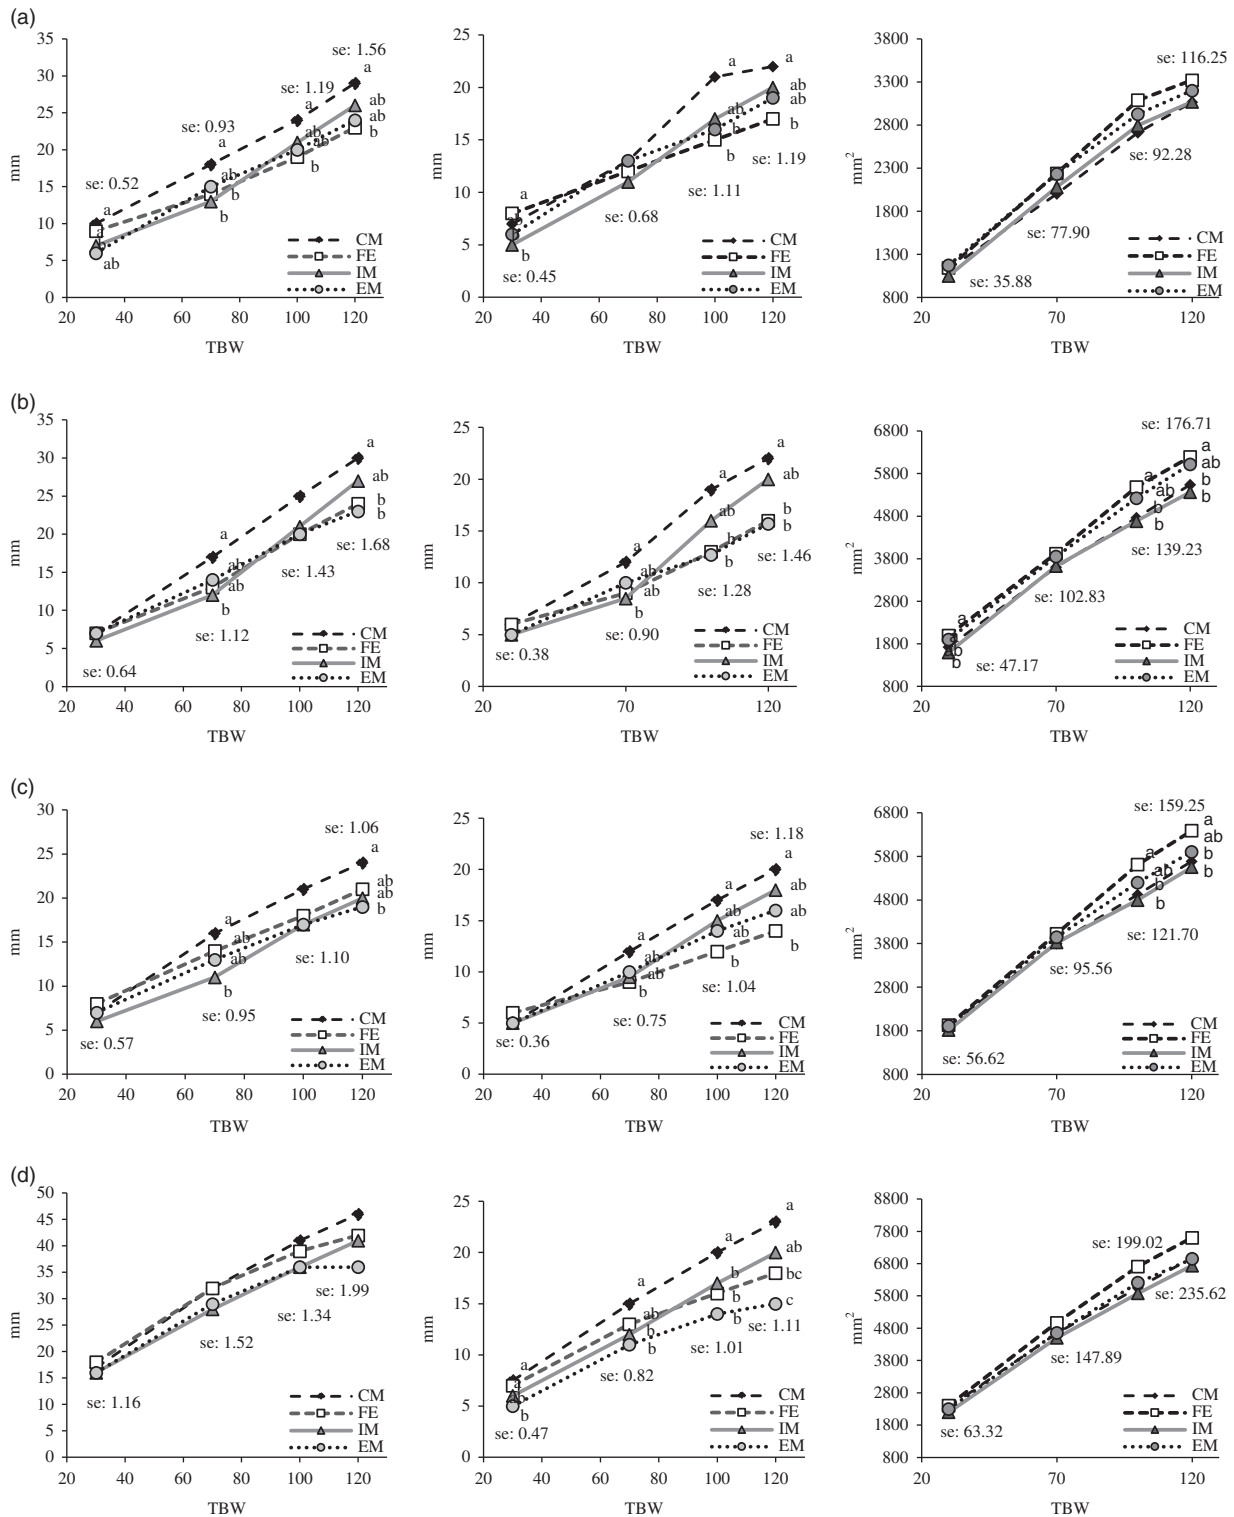 (a)
35
30
25
20
15
10
5
0
mm
20 40 60 80 100 120
TBW
se: 0.52
se: 0.93
se: 1.19
se: 1.56
a
a
a
a
ab
ab
b
ab
b
ab
ab
b
a
b
ab
CM
FE
IM
EM
25
20
15
10
5
0
mm
20 40 60 80 100 120
TBW
se: 0.45
se: 0.68
se: 1.11
se: 1.19
a
ab
b
a
ab
b
b
a
ab
ab
b
CM
FE
IM
EM
3800
3300
2800
2300
1800
1300
800
mm²
20 70 120
TBW
se: 35.88
se: 77.90
se: 92.28
se: 116.25
CM
FE
IM
EM
(b)
35
30
25
20
15
10
5
0
mm
20 40 60 80 100 120
TBW
se: 0.64
se: 1.12
se: 1.43
se: 1.68
a
ab
ab
b
a
ab
b
b
CM
FE
IM
EM
25
20
15
10
5
0
mm
20 70 120
TBW
se: 0.38
se: 0.90
se: 1.28
se: 1.46
a
ab
ab
b
a
ab
b
b
a
ab
b
b
CM
FE
IM
EM
6800
5800
4800
3800
2800
1800
800
mm²
20 70 120
TBW
se: 47.17
se: 102.83
se: 139.23
se: 176.71
a
a
b
b
a
ab
b
b
a
ab
b
b
CM
FE
IM
EM
(c)
30
25
20
15
10
5
0
mm
20 40 60 80 100 120
TBW
se: 0.57
se: 0.95
se: 1.10
se: 1.06
a
ab
ab
b
a
ab
ab
b
CM
FE
IM
EM
25
20
15
10
5
0
mm
20 40 60 80 100 120
TBW
se: 0.36
se: 0.75
se: 1.04
se: 1.18
a
ab
ab
b
a
ab
ab
b
a
ab
ab
b
CM
FE
IM
EM
6800
5800
4800
3800
2800
1800
800
mm²
20 70 120
TBW
se: 56.62
se: 95.56
se: 121.70
se: 159.25
a
ab
b
b
a
ab
b
b
CM
FE
IM
EM
(d)
50
45
40
35
30
25
20
15
10
5
0
mm
20 40 60 80 100 120
TBW
se: 1.16
se: 1.52
se: 1.34
se: 1.99
CM
FE
IM
EM
25
20
15
10
5
0
mm
20 40 60 80 100 120
TBW
se: 0.47
se: 0.82
se: 1.01
se: 1.11
a
a
ab
b
a
ab
b
b
a
b
b
b
a
ab
bc
c
CM
FE
IM
EM
8800
7800
6800
5800
4800
3800
2800
1800
800
mm²
20 70 120
TBW
se: 63.32
se: 147.89
se: 199.02
se: 235.62
CM
FE
IM
EM